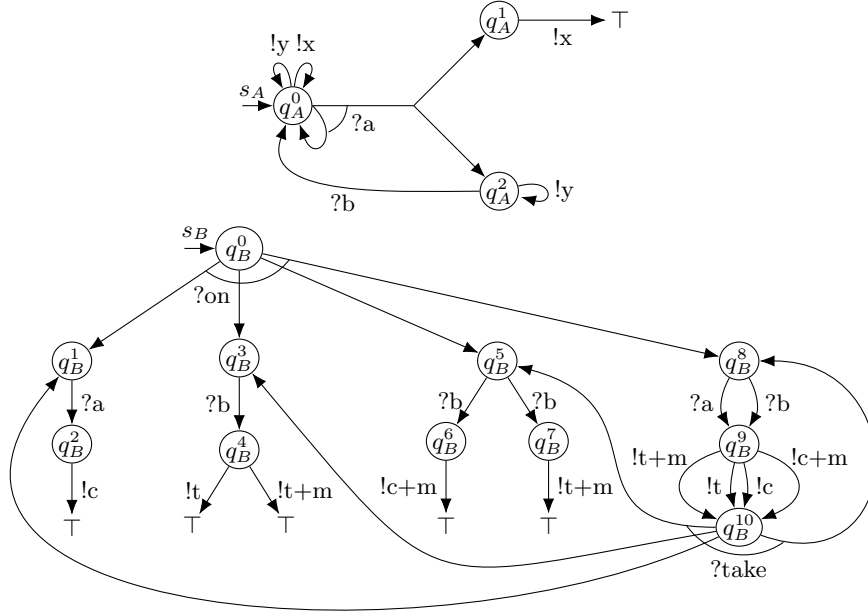 q_A^1
!x ⊤
!y !x
s_A q_A^0
?a
q_A^2 !y
?b
s_B q_B^0
?on
q_B^1 q_B^3 q_B^5 q_B^8
?a ?b ?b ?b ?a ?b
q_B^2 q_B^4 q_B^6 q_B^7 q_B^9
!c !t !t+m !c+m !t+m !t+m !t !c !c+m
⊤ ⊤ ⊤ ⊤ ⊤ q_B^10
?take